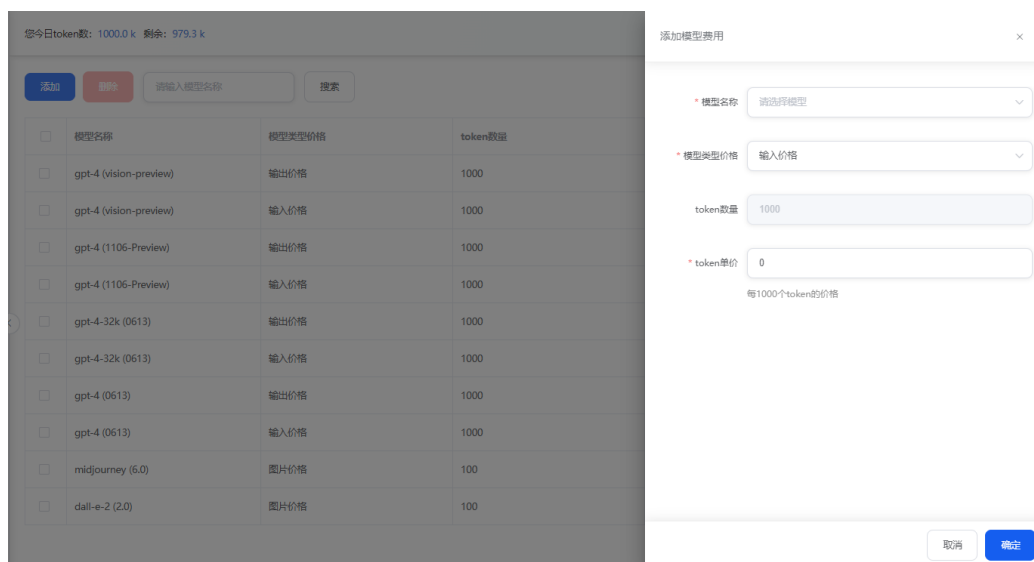 您今日token数: 1000.0 k 剩余: 979.3 k
添加 删除 请输入模型名称 搜索
模型名称 模型类型价格 token数量
gpt-4 (vision-preview) 输出价格 1000
gpt-4 (vision-preview) 输入价格 1000
gpt-4 (1106-Preview) 输出价格 1000
gpt-4 (1106-Preview) 输入价格 1000
gpt-4-32k (0613) 输出价格 1000
gpt-4-32k (0613) 输入价格 1000
gpt-4 (0613) 输出价格 1000
gpt-4 (0613) 输入价格 1000
midjourney (6.0) 图片价格 100
dall-e-2 (2.0) 图片价格 100
添加模型费用
* 模型名称 请选择模型
* 模型类型价格 输入价格
token数量 1000
* token单价 0
每1000个token的价格
取消 确定